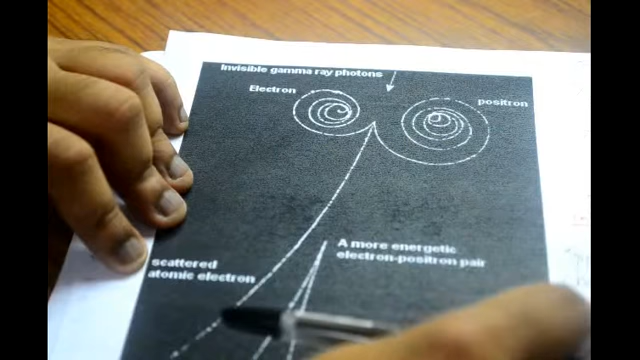 Invisible gamma ray photons
Electron
positron
A more energetic
electron-positron pair
scattered
atomic electron